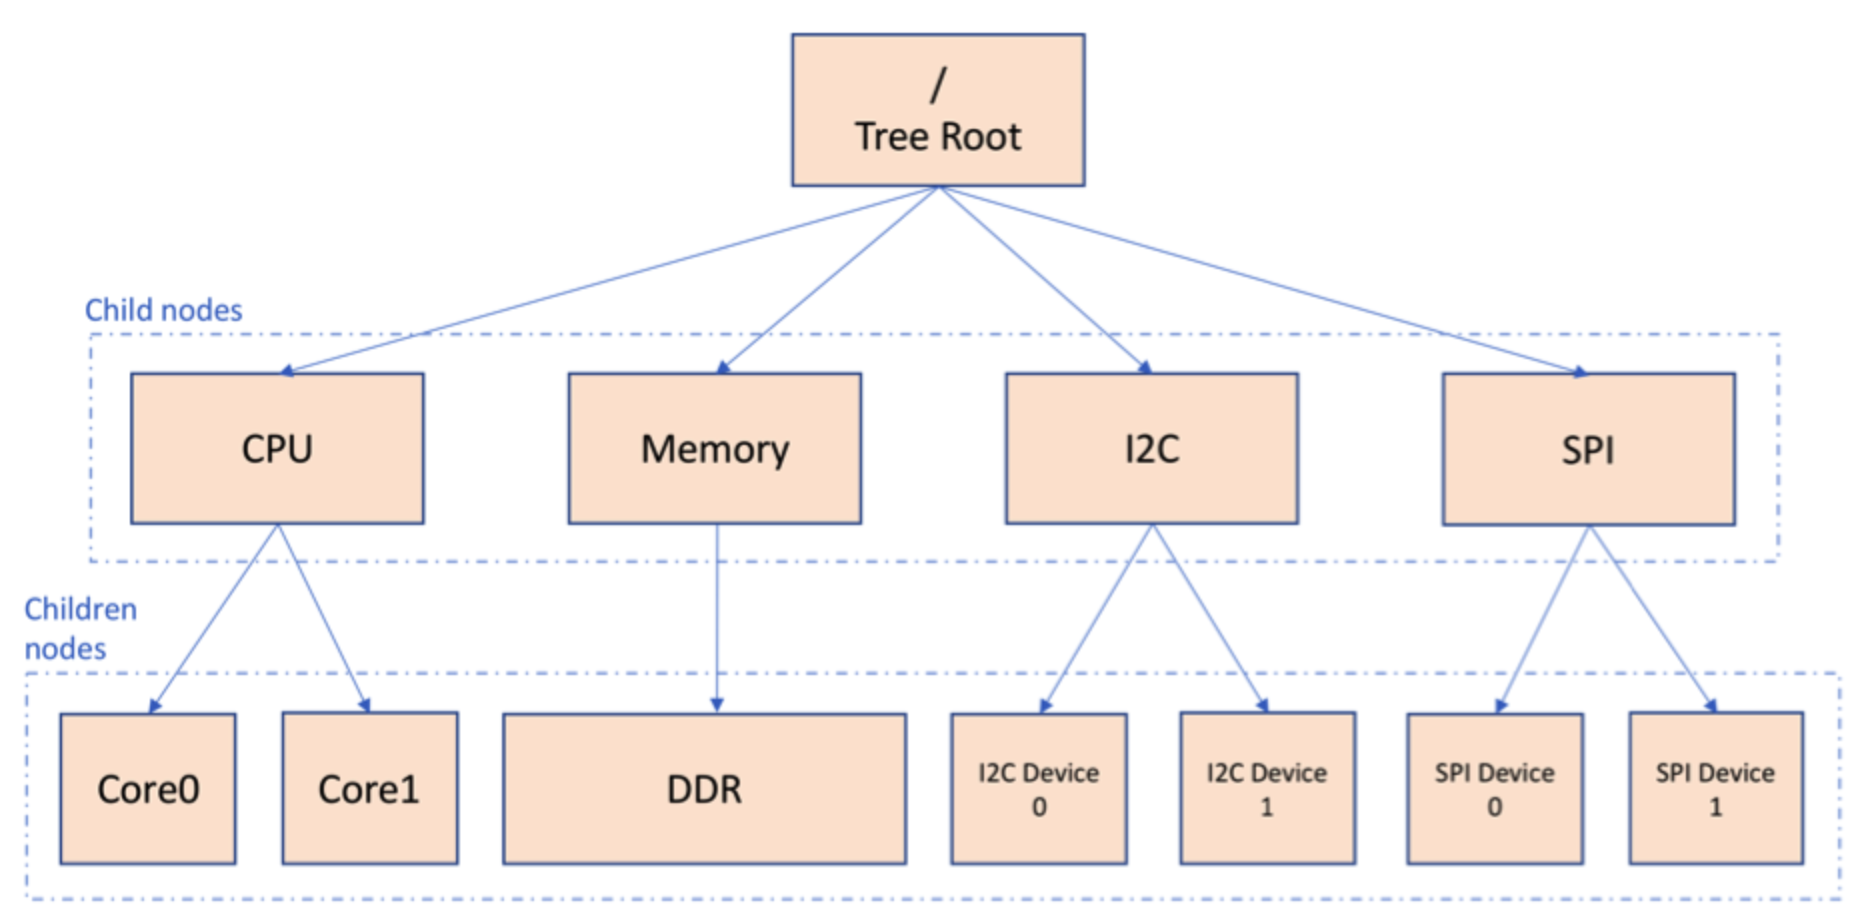 /
Tree Root
Child nodes
CPU
Memory
I2C
SPI
Children
nodes
Core0
Core1
DDR
I2C Device
0
I2C Device
1
SPI Device
0
SPI Device
1